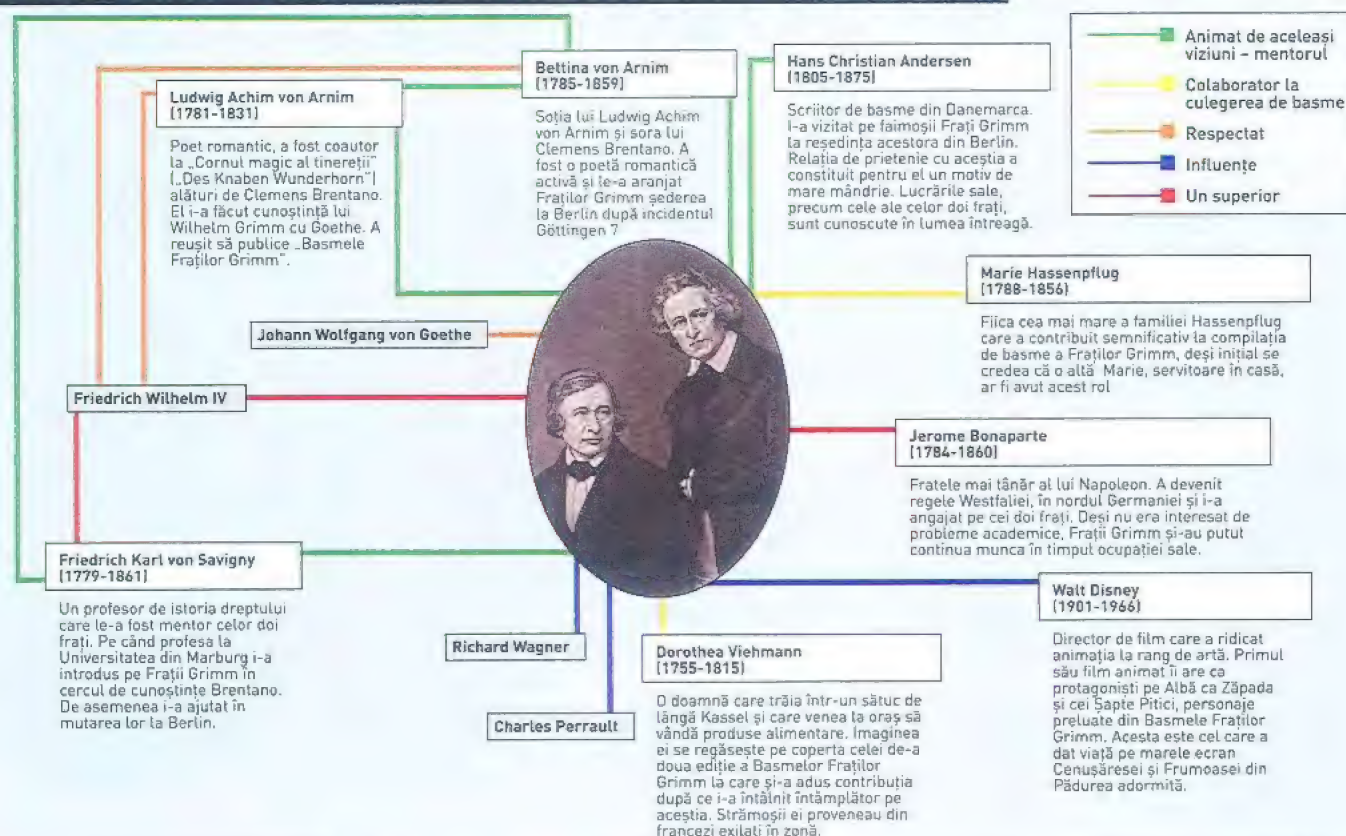 Animat de aceleași
viziuni – mentorul
Colaborator la
culegerea de basme
Respectat
Influențe
Un superior
Bettina von Arnim
(1785-1859)
Soția lui Ludwig Achim
von Arnim și sora lui
Clemens Brentano. A
fost o poetă romantică
activă și le-a aranjat
Fraților Grimm șederea
la Berlin după incidentul
Göttingen 7
Hans Christian Andersen
(1805-1875)
Scriitor de basme din Danemarca.
I-a vizitat pe faimoșii Frați Grimm
la reședința acestora din Berlin.
Relația de prietenie cu aceștia a
constituit pentru el un motiv de
mare mândrie. Lucrările sale,
precum cele ale celor doi frați,
sunt cunoscute în lumea întreagă.
Ludwig Achim von Arnim
(1781-1831)
Poet romantic, a fost coautor
la „Cornul magic al tinereții”
(„Des Knaben Wunderhorn”)
alături de Clemens Brentano.
El i-a făcut cunoștință lui
Wilhelm Grimm cu Goethe. A
reușit să publice „Basmele
Fraților Grimm”.
Marie Hassenpflug
(1788-1856)
Fiica cea mai mare a familiei Hassenpflug
care a contribuit semnificativ la compilația
de basme a Fraților Grimm, deși inițial se
credea că o altă Marie, servitoare în casă,
ar fi avut acest rol
Johann Wolfgang von Goethe
Friedrich Wilhelm IV
Jerome Bonaparte
(1784-1860)
Fratele mai tânăr al lui Napoleon. A devenit
regele Westfaliei, în nordul Germaniei și i-a
angajat pe cei doi frați. Deși nu era interesat de
probleme academice, Frații Grimm și-au putut
continua munca în timpul ocupației sale.
Friedrich Karl von Savigny
(1779-1861)
Un profesor de istoria dreptului
care le-a fost mentor celor doi
frați. Pe când profesa la
Universitatea din Marburg i-a
introdus pe Frații Grimm în
cercul de cunoștințe Brentano.
De asemenea i-a ajutat în
mutarea lor la Berlin.
Richard Wagner
Charles Perrault
Dorothea Viehmann
(1755-1815)
O doamnă care trăia într-un sătuc de
lângă Kassel și care venea la oraș să
vândă produse alimentare. Imaginea
ei se regăsește pe coperta celei de-a
doua ediție a Basmelor Fraților
Grimm la care și-a adus contribuția
după ce i-a întâlnit întâmplător pe
aceștia. Strămoșii ei proveneau din
francezi exilați în zonă.
Walt Disney
(1901-1966)
Director de film care a ridicat
animația la rang de artă. Primul
său film animat îi are ca
protagoniști pe Albă ca Zăpada
și cei Șapte Pitici, personaje
preluate din Basmele Fraților
Grimm. Acesta este cel care a
dat viață pe marele ecran
Cenușăresei și Frumoasei din
Pădurea adormită.